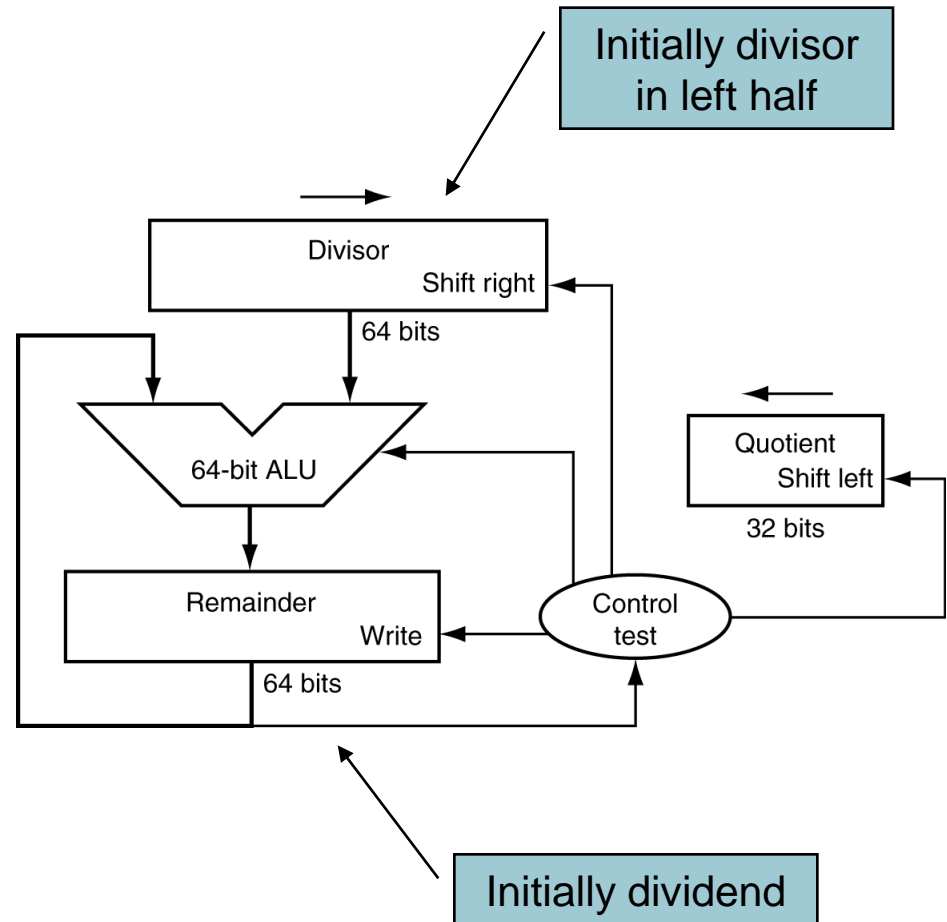 Initially divisor
in left half
Divisor
Shift right
64 bits
64-bit ALU
Quotient
Shift left
32 bits
Remainder
Write
Control
test
64 bits
Initially dividend